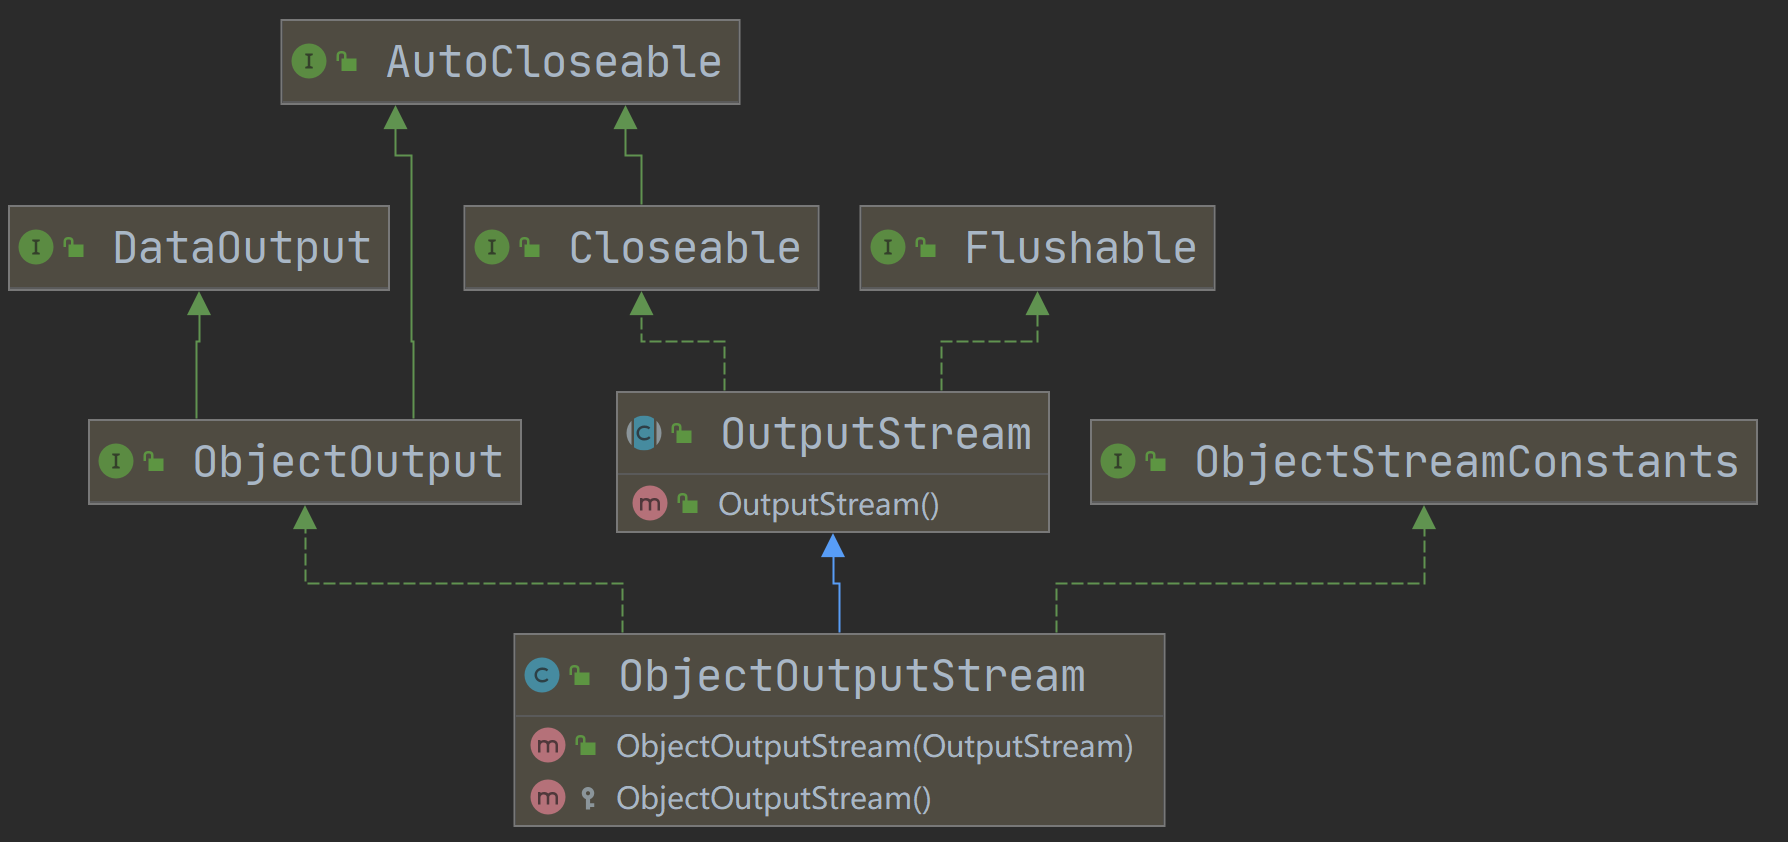 AutoCloseable
DataOutput
Closeable
Flushable
ObjectOutput
OutputStream
OutputStream()
ObjectStreamConstants
ObjectOutputStream
ObjectOutputStream(OutputStream)
ObjectOutputStream()